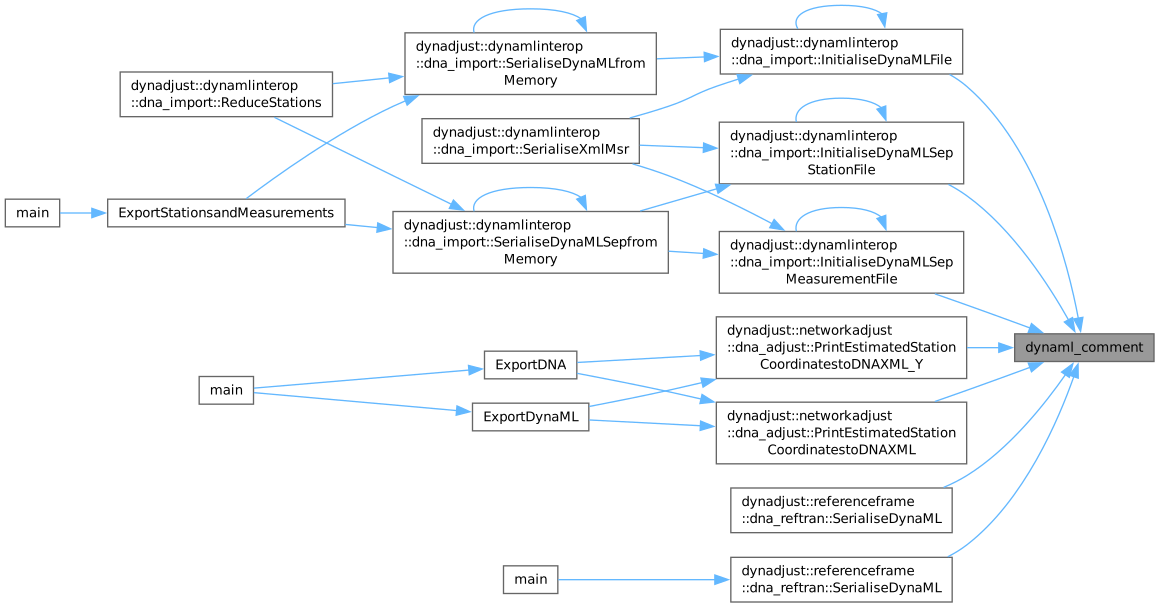 dynadjust::dynamlinterop
::dna_import::SerialiseDynaMLfrom
Memory
dynadjust::dynamlinterop
::dna_import::InitialiseDynaMLFile
dynadjust::dynamlinterop
::dna_import::ReduceStations
dynadjust::dynamlinterop
::dna_import::SerialiseXmlMsr
dynadjust::dynamlinterop
::dna_import::InitialiseDynaMLSep
StationFile
main
ExportStationsandMeasurements
dynadjust::dynamlinterop
::dna_import::SerialiseDynaMLSepfrom
Memory
dynadjust::dynamlinterop
::dna_import::InitialiseDynaMLSep
MeasurementFile
dynaml_comment
dynadjust::networkadjust
::dna_adjust::PrintEstimatedStation
CoordinatestoDNAXML_Y
ExportDNA
main
ExportDynaML
dynadjust::networkadjust
::dna_adjust::PrintEstimatedStation
CoordinatestoDNAXML
dynadjust::referenceframe
::dna_reftran::SerialiseDynaML
main
dynadjust::referenceframe
::dna_reftran::SerialiseDynaML